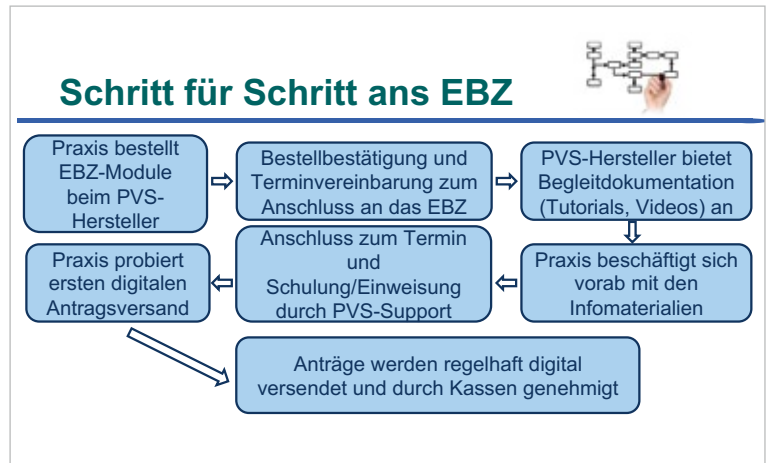 Schritt für Schritt ans EBZ
Praxis bestellt
EBZ-Module
beim PVS-
Hersteller
Bestellbestätigung und
Terminvereinbarung zum
Anschluss an das EBZ
PVS-Hersteller bietet
Begleitdokumentation
(Tutorials, Videos) an
Praxis beschäftigt sich
vorab mit den
Infomaterialien
Anschluss zum Termin
und
Schulung/Einweisung
durch PVS-Support
Praxis probiert
ersten digitalen
Antragsversand
Anträge werden regelhaft digital
versendet und durch Kassen genehmigt